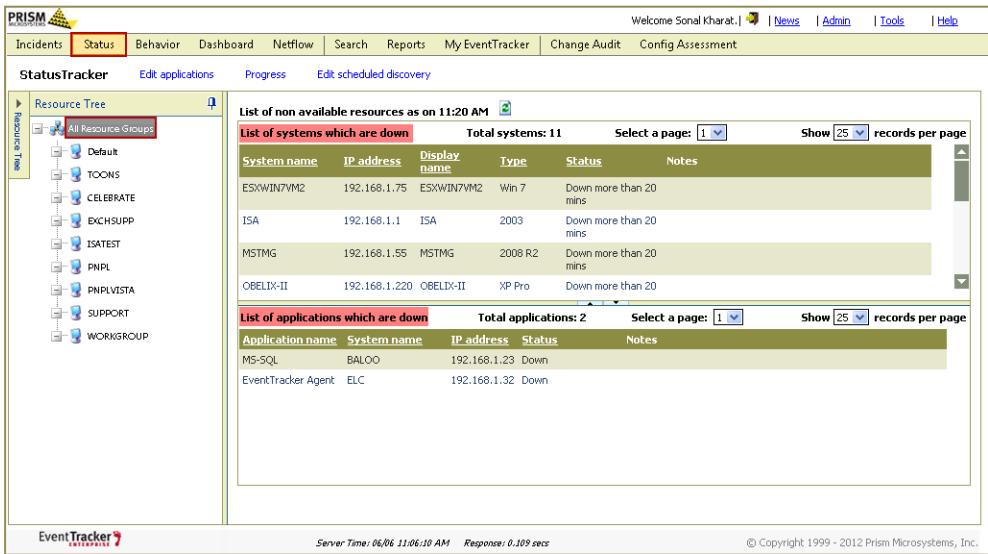 PRISM
MICROSYSTEMS
Welcome Sonal Kharat. | | News | Admin | Tools | Help
Incidents Status Behavior Dashboard Netflow Search Reports My EventTracker Change Audit Config Assessment
StatusTracker Edit applications Progress Edit scheduled discovery
Resource Tree
Resource Tree
All Resource Groups
Default
TOONS
CELEBRATE
EXCHSUPP
ISATEST
PNPL
PNPLVISTA
SUPPORT
WORKGROUP
List of non available resources as on 11:20 AM
List of systems which are down Total systems: 11 Select a page: 1 Show 25 records per page
System name IP address Display name Type Status Notes
ESXWIN7VM2 192.168.1.75 ESXWIN7VM2 Win 7 Down more than 20 mins
ISA 192.168.1.1 ISA 2003 Down more than 20 mins
MSTMG 192.168.1.55 MSTMG 2008 R2 Down more than 20 mins
OBELIX-II 192.168.1.220 OBELIX-II XP Pro Down more than 20
List of applications which are down Total applications: 2 Select a page: 1 Show 25 records per page
Application name System name IP address Status Notes
MS-SQL BALOO 192.168.1.23 Down
EventTracker Agent ELC 192.168.1.32 Down
EventTracker
ENTERPRISE
Server Time: 06/06 11:06:10 AM Response: 0.109 secs
© Copyright 1999 - 2012 Prism Microsystems, Inc.